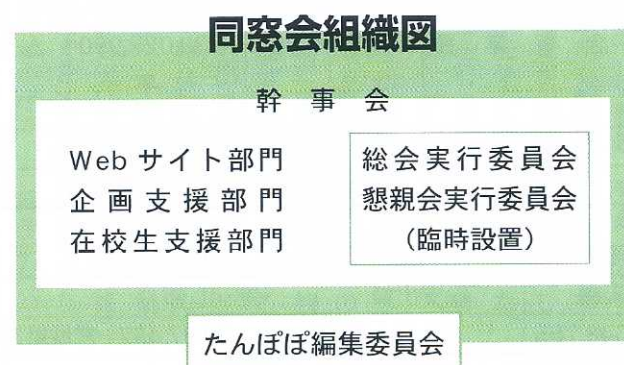 同窓会組織図
幹事会
Webサイト部門
企画支援部門
在校生支援部門
総会実行委員会
懇親会実行委員会
（臨時設置）
たんぽぽ編集委員会